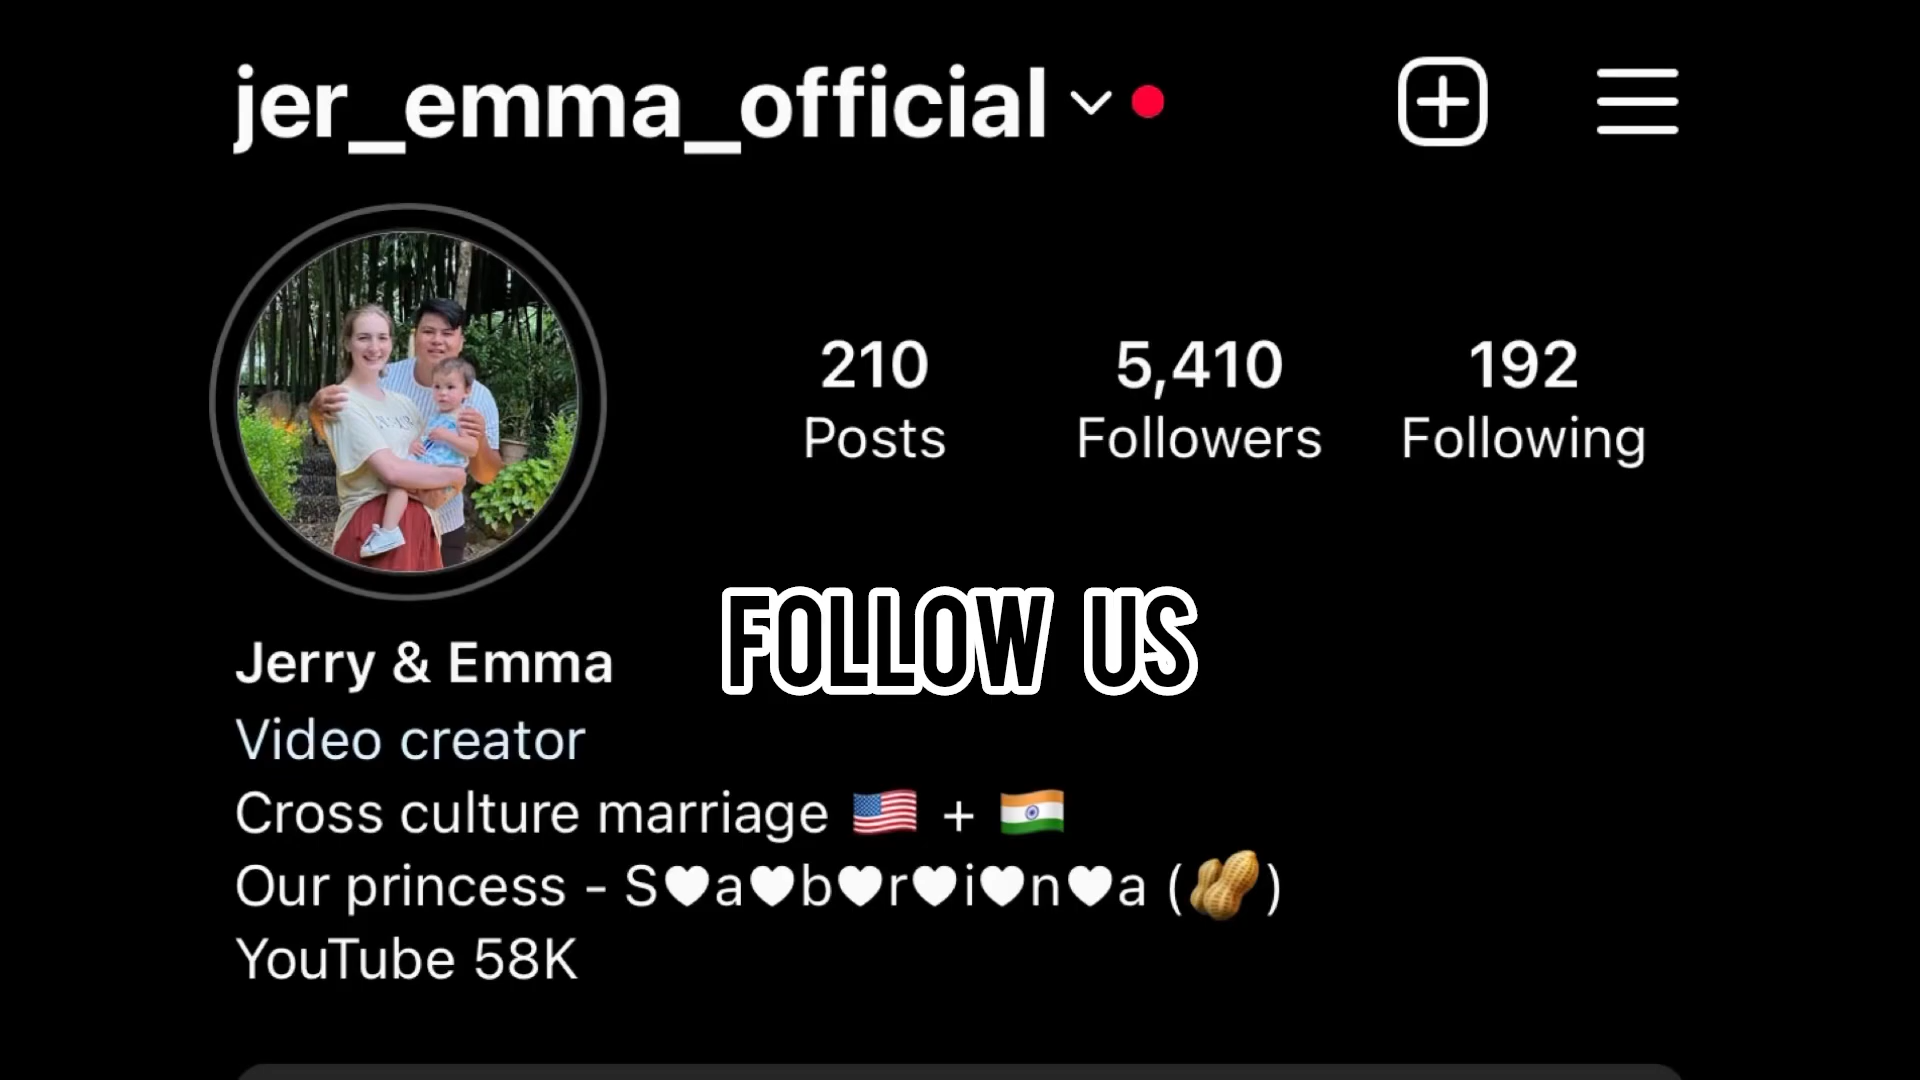 jer_emma_official
210 5,410 192
Posts Followers Following
FOLLOW US
Jerry & Emma
Video creator
Cross culture marriage 🇺🇸 + 🇮🇳
Our princess - S🤍a🤍b🤍r🤍i🤍n🤍a (🥜)
YouTube 58K